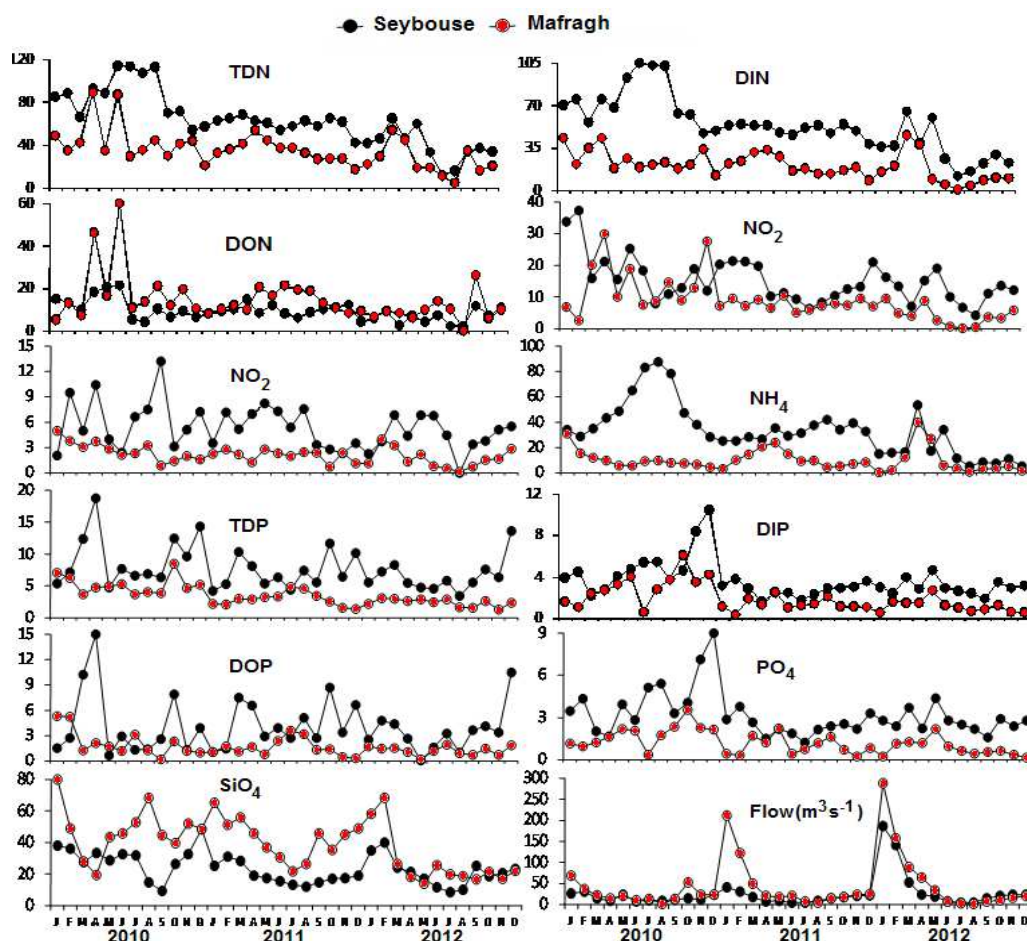 Seybouse Mafragh
120 TDN
80
40
0
105 DIN
70
35
0
60
40 DON
20
0
40
30 NO2
20
10
0
15
12 NO2
9
6
3
0
100
80 NH4
60
40
20
0
20
15 TDP
10
5
0
12
8 DIP
4
0
15
12 DOP
9
6
3
0
9
6 PO4
3
0
80 SiO4
60
40
20
0
300
250 Flow(m3s-1)
200
150
100
50
0
J F M A M J J A S O N D J F M A M J J A S O N D J F M A M J J A S O N D
J F M A M J J A S O N D J F M A M J J A S O N D J F M A M J J A S O N D
2010 2011 2012
2010 2011 2012